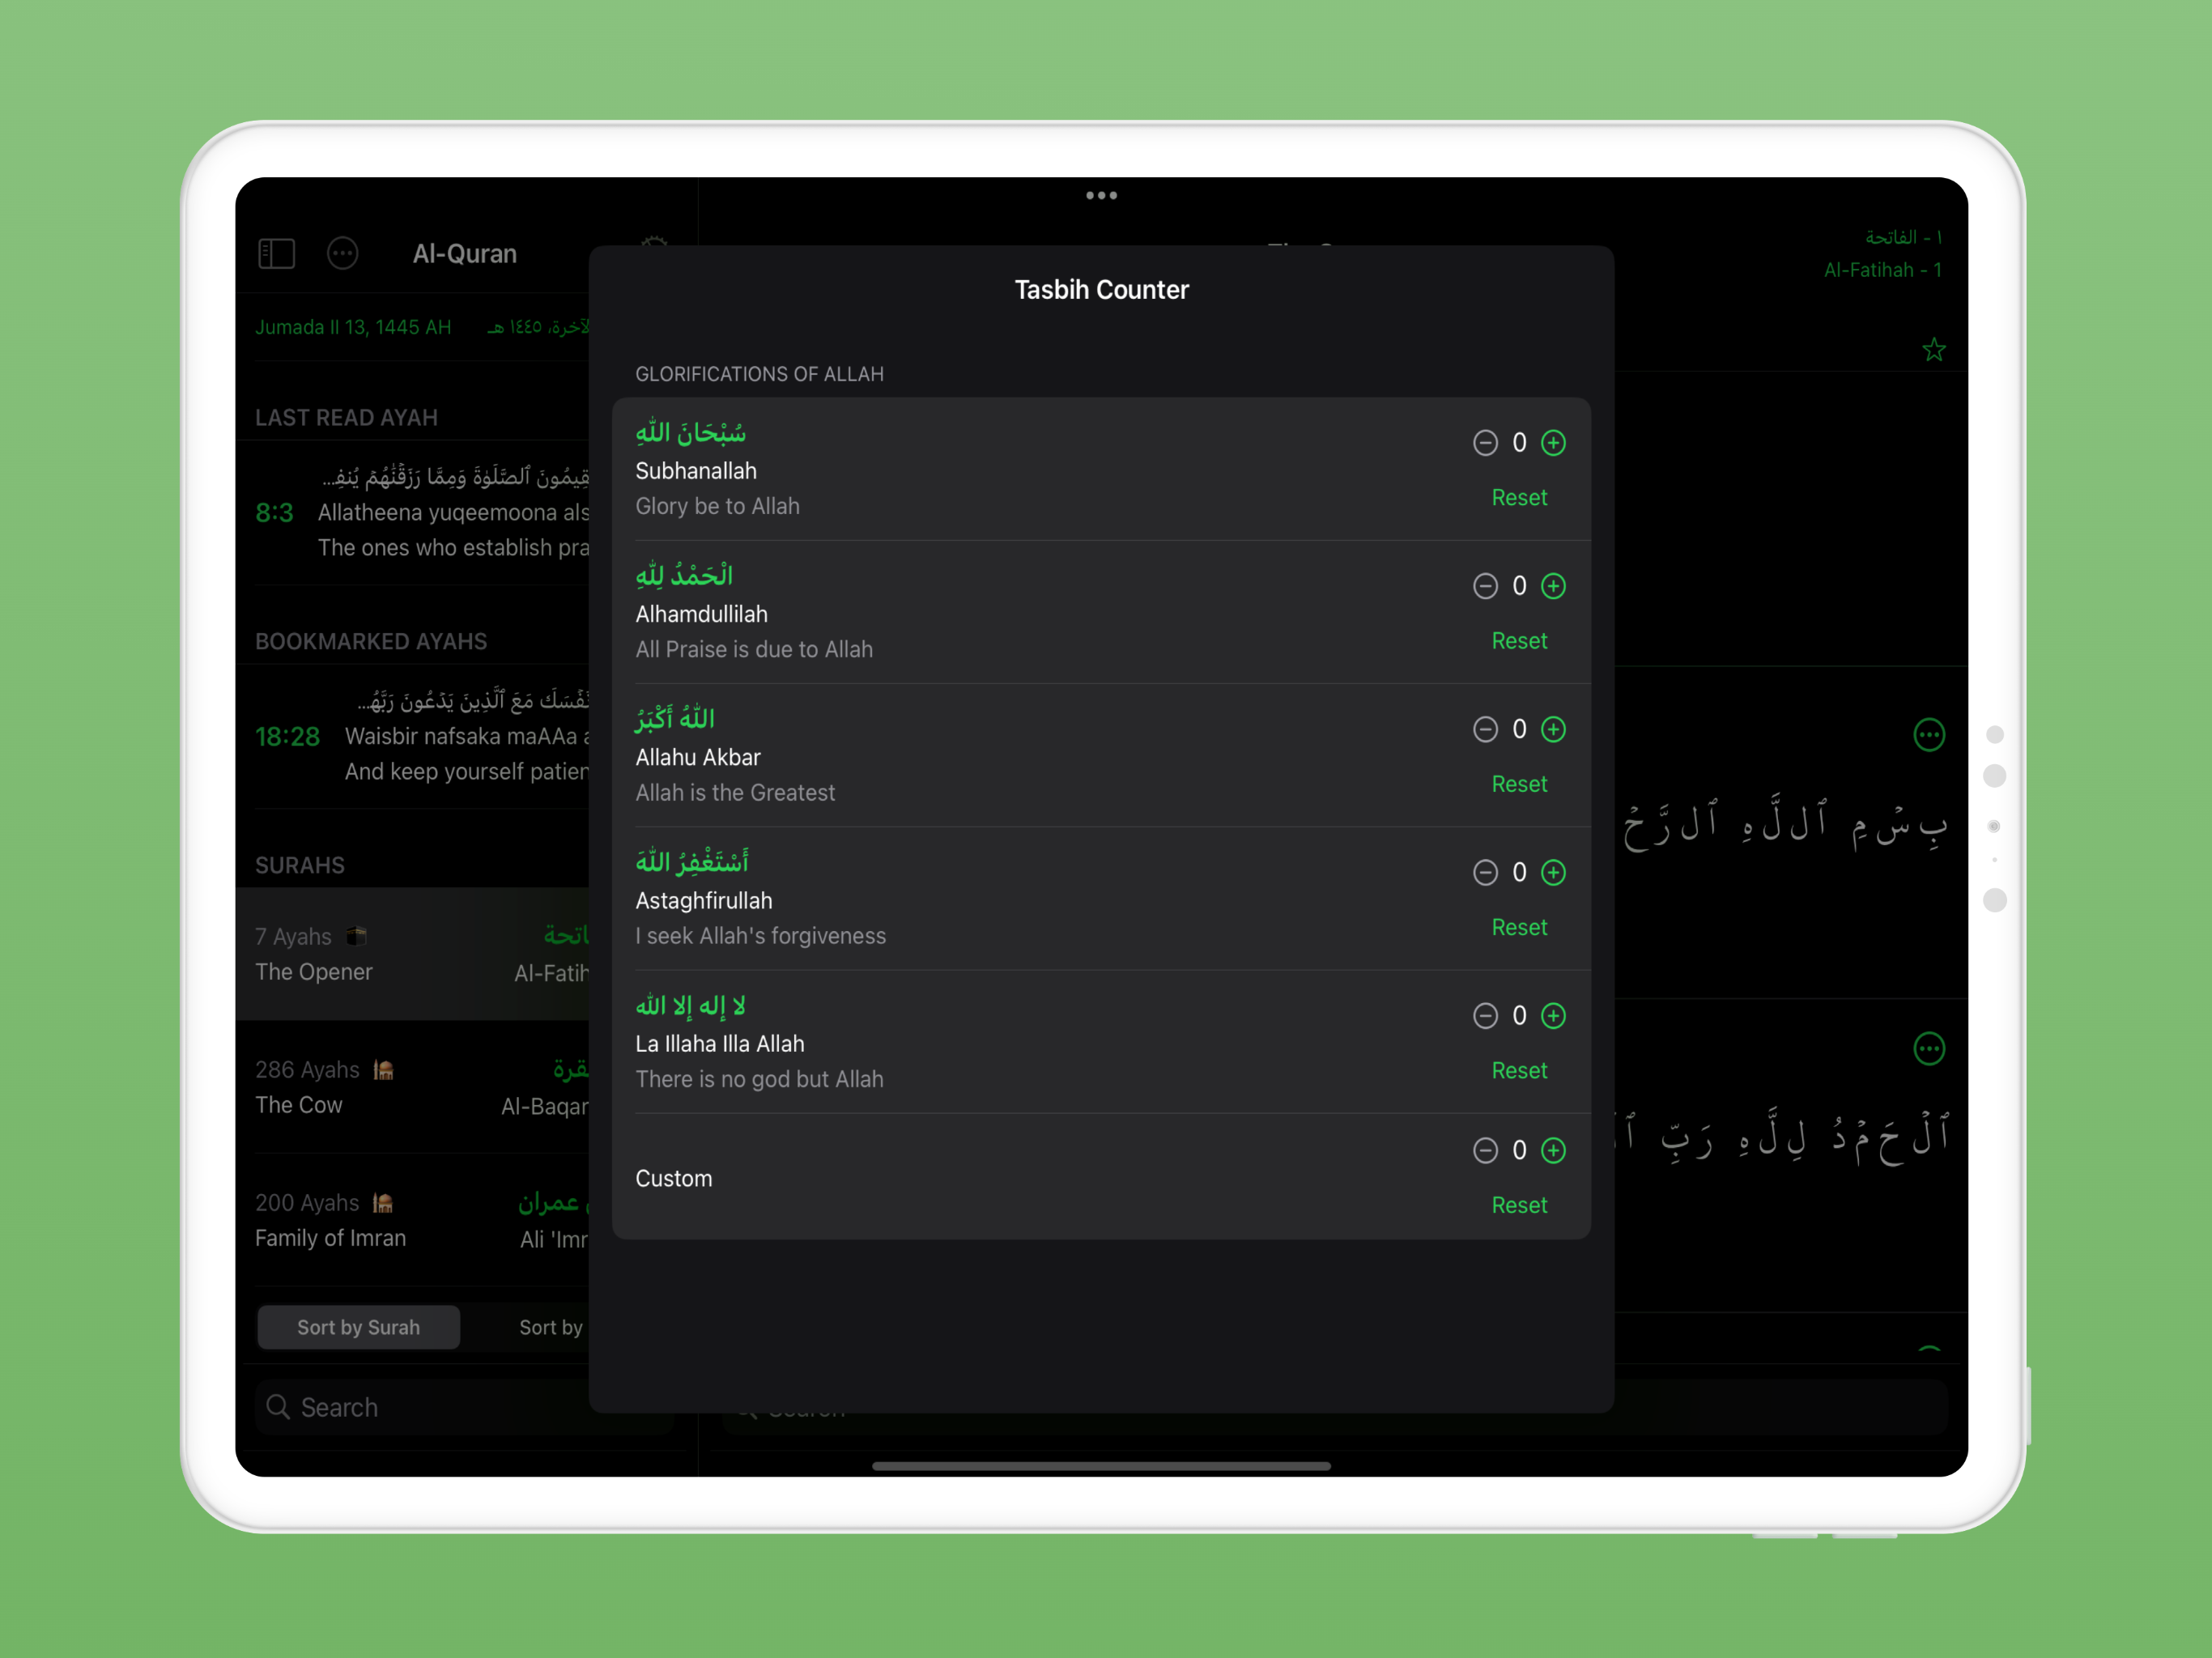 Al-Quran
١ - الفاتحة
Al-Fatihah - 1
Jumada II 13, 1445 AH
الآخرة، ١٤٤٥ هـ
LAST READ AYAH
يُقِيمُونَ ٱلصَّلَوٰةَ وَمِمَّا رَزَقْنَٰهُمْ يُنفِ...
8:3
Allatheena yuqeemoona als
The ones who establish pra
BOOKMARKED AYAHS
نَفْسَكَ مَعَ ٱلَّذِينَ يَدْعُونَ رَبَّهُ...
18:28
Waisbir nafsaka maAAa a
And keep yourself patien
SURAHS
7 Ayahs
The Opener
اتحة
Al-Fatih
286 Ayahs
The Cow
قرة
Al-Baqar
200 Ayahs
Family of Imran
عمران
Ali 'Imr
Sort by Surah
Sort by
Search
Tasbih Counter
GLORIFICATIONS OF ALLAH
سُبْحَانَ اللَّهِ
Subhanallah
Glory be to Allah
0
Reset
الْحَمْدُ لِلَّهِ
Alhamdullilah
All Praise is due to Allah
0
Reset
اللَّهُ أَكْبَرُ
Allahu Akbar
Allah is the Greatest
0
Reset
أَسْتَغْفِرُ اللَّهَ
Astaghfirullah
I seek Allah's forgiveness
0
Reset
لا إله إلا الله
La Illaha Illa Allah
There is no god but Allah
0
Reset
Custom
0
Reset
بِ سْ مِ ٱل لَّ هِ ٱل رَّ حْ
ٱلْ حَ مْ دُ لِ لَّ هِ رَ بِّ